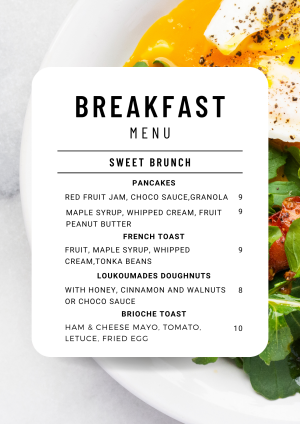 BREAKFAST
MENU
SWEET BRUNCH
PANCAKES
RED FRUIT JAM, CHOCO SAUCE,GRANOLA 9
MAPLE SYRUP, WHIPPED CREAM, FRUIT 9
PEANUT BUTTER
FRENCH TOAST
FRUIT, MAPLE SYRUP, WHIPPED 9
CREAM,TONKA BEANS
LOUKOUMADES DOUGHNUTS
WITH HONEY, CINNAMON AND WALNUTS 8
OR CHOCO SAUCE
BRIOCHE TOAST
HAM & CHEESE MAYO, TOMATO, 10
LETUCE, FRIED EGG